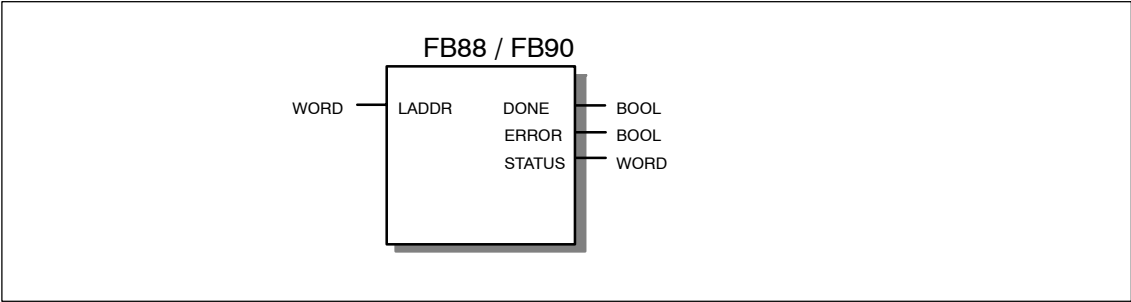 FB88 / FB90
WORD LADDR DONE BOOL
ERROR BOOL
STATUS WORD